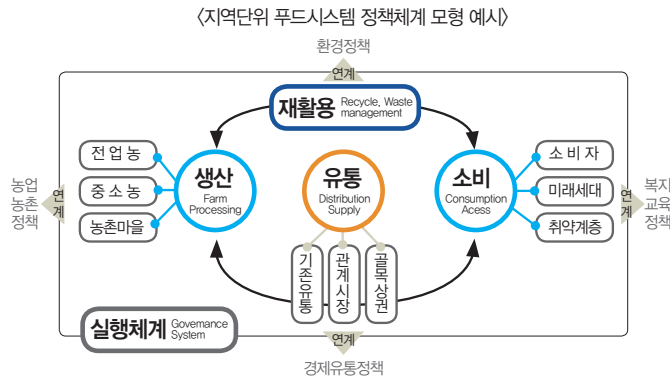 〈지역단위 푸드시스템 정책체계 모형 예시〉
환경정책
연계
재활용 Recycle, Waste
management
전업농
중소농
농촌마을
생산
Farm
Processing
유통
Distribution
Supply
소비
Consumption
Acess
소비자
미래세대
취약계층
농업
농촌
정책
연계
연계
복지
교육
정책
기존유통
관계시장
골목상권
실행체계 Governance
System
연계
경제유통정책